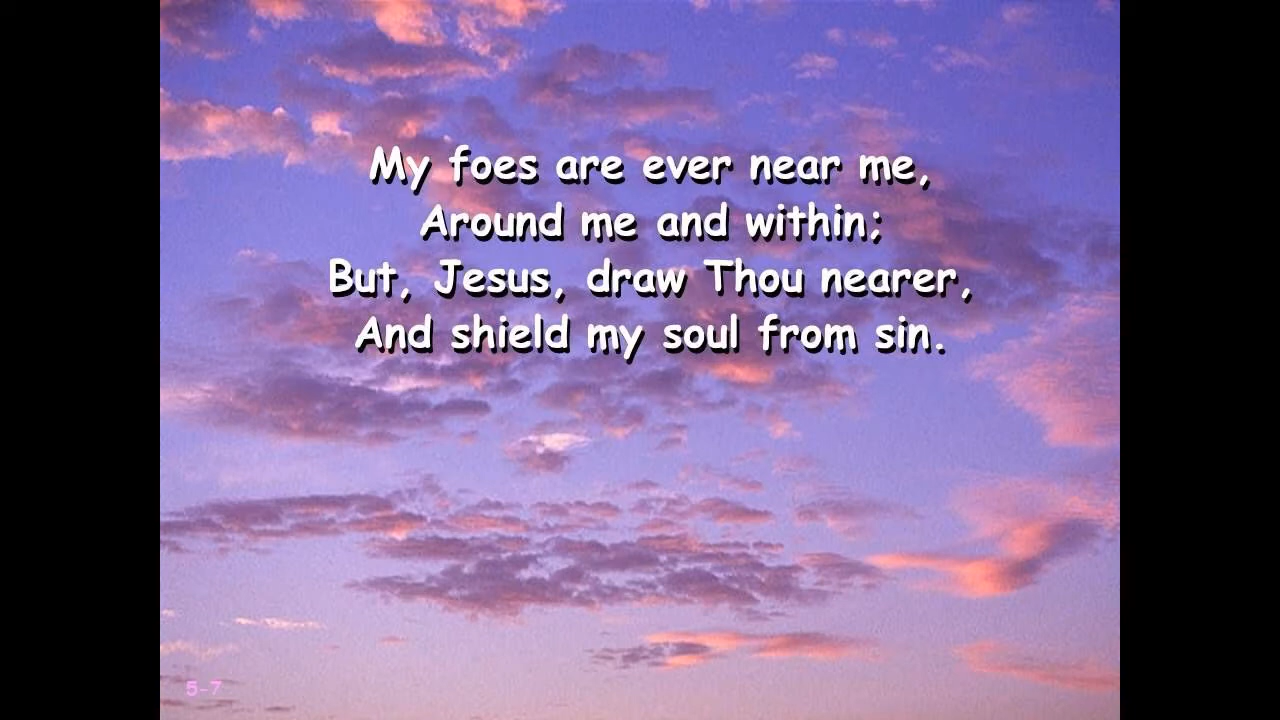 My foes are ever near me,
Around me and within;
But, Jesus, draw Thou nearer,
And shield my soul from sin.
5-7